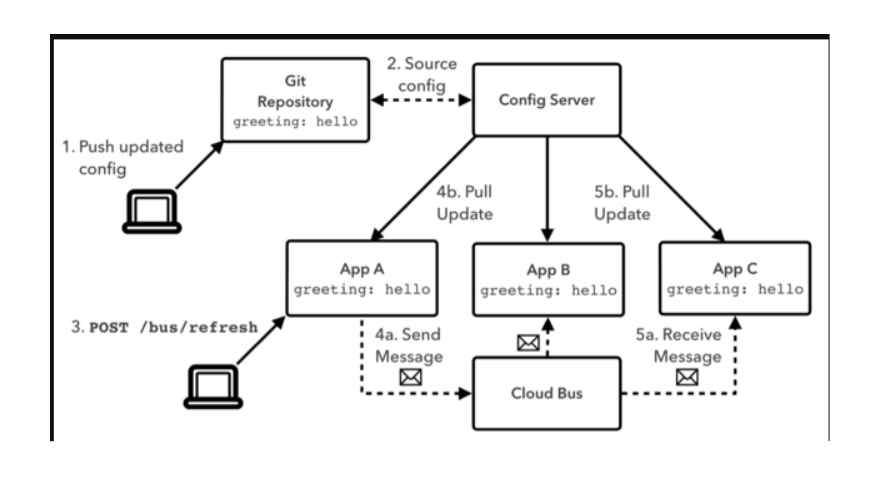 Git
Repository
greeting: hello
2. Source
config
Config Server
1. Push updated
config
4b. Pull
Update
5b. Pull
Update
App A
greeting: hello
App B
greeting: hello
App C
greeting: hello
3. POST /bus/refresh
4a. Send
Message
5a. Receive
Message
Cloud Bus